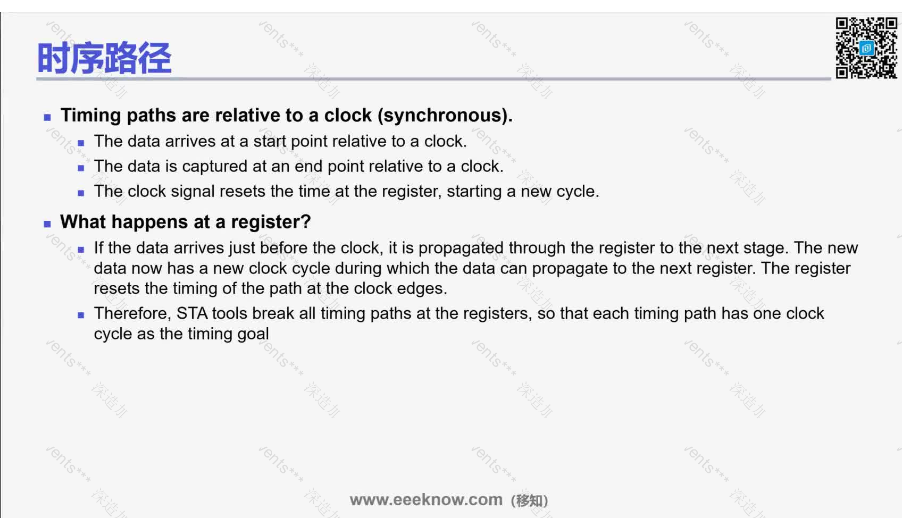 时序路径
Timing paths are relative to a clock (synchronous).
The data arrives at a start point relative to a clock.
The data is captured at an end point relative to a clock.
The clock signal resets the time at the register, starting a new cycle.
What happens at a register?
If the data arrives just before the clock, it is propagated through the register to the next stage. The new
data now has a new clock cycle during which the data can propagate to the next register. The register
resets the timing of the path at the clock edges.
Therefore, STA tools break all timing paths at the registers, so that each timing path has one clock
cycle as the timing goal
www.eeeknow.com（移知）